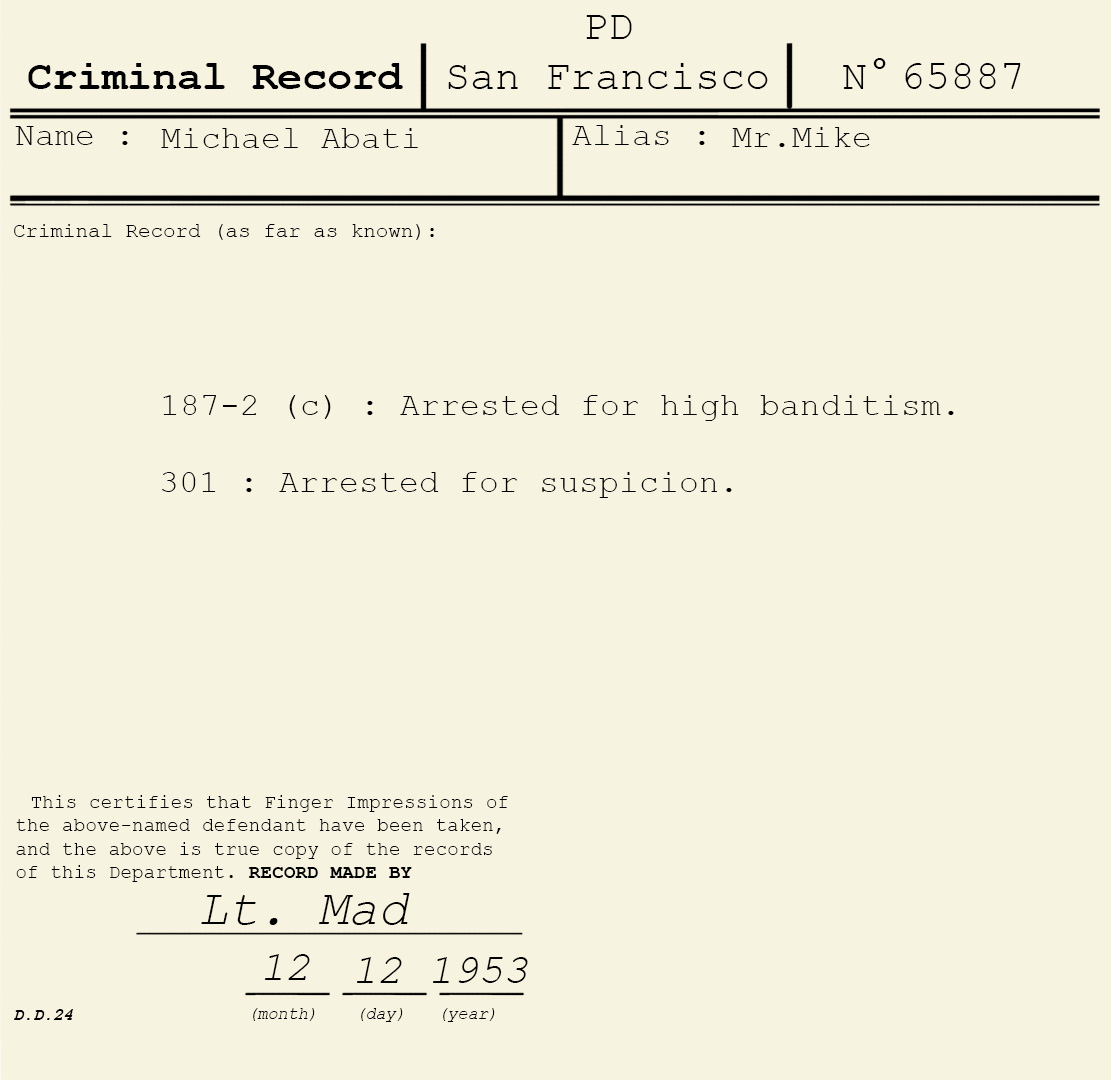 PD
Criminal Record San Francisco N° 65887
Name : Michael Abati Alias : Mr.Mike
Criminal Record (as far as known):
187-2 (c) : Arrested for high banditism.
301 : Arrested for suspicion.
This certifies that Finger Impressions of
the above-named defendant have been taken,
and the above is true copy of the records
of this Department. RECORD MADE BY
Lt. Mad
12 12 1953
D.D.24 (month) (day) (year)